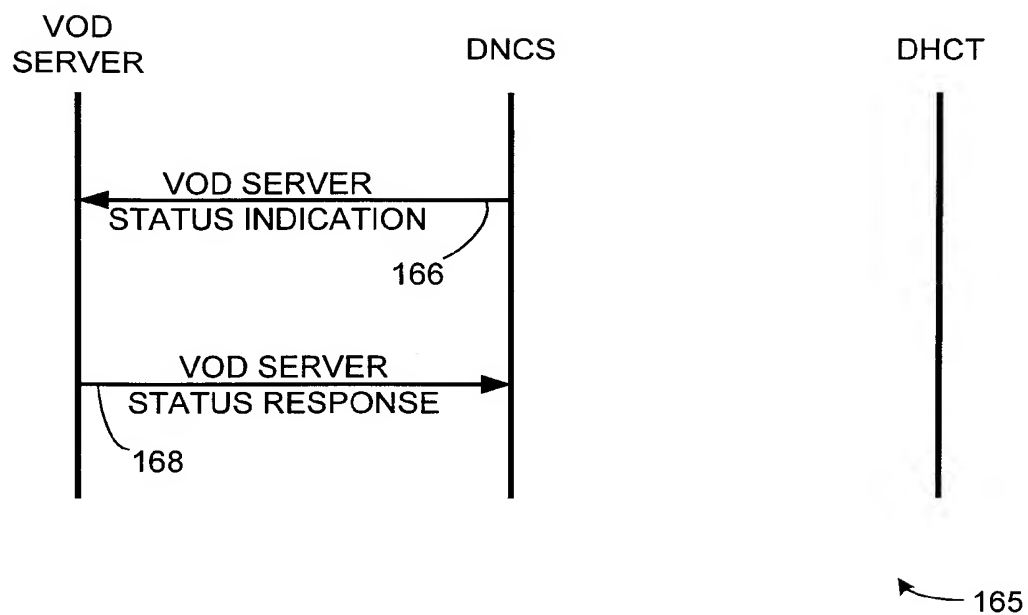 VOD
SERVER
DNCS
DHCT
VOD SERVER
STATUS INDICATION
166
VOD SERVER
STATUS RESPONSE
168
165